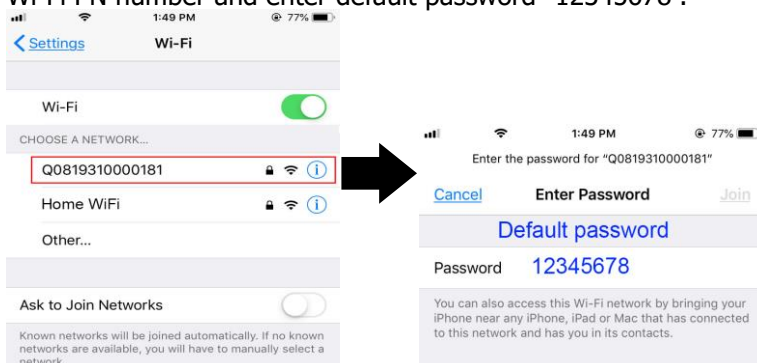 Wi-Fi PN number and enter default password "12345678".
1:49 PM 77%
Settings Wi-Fi
Wi-Fi
CHOOSE A NETWORK...
Q0819310000181
Home WiFi
Other...
Ask to Join Networks
Known networks will be joined automatically. If no known
networks are available, you will have to manually select a
network.
1:49 PM 77%
Enter the password for "Q0819310000181"
Cancel Enter Password Join
Default password
Password 12345678
You can also access this Wi-Fi network by bringing your
iPhone near any iPhone, iPad or Mac that has connected
to this network and has you in its contacts.